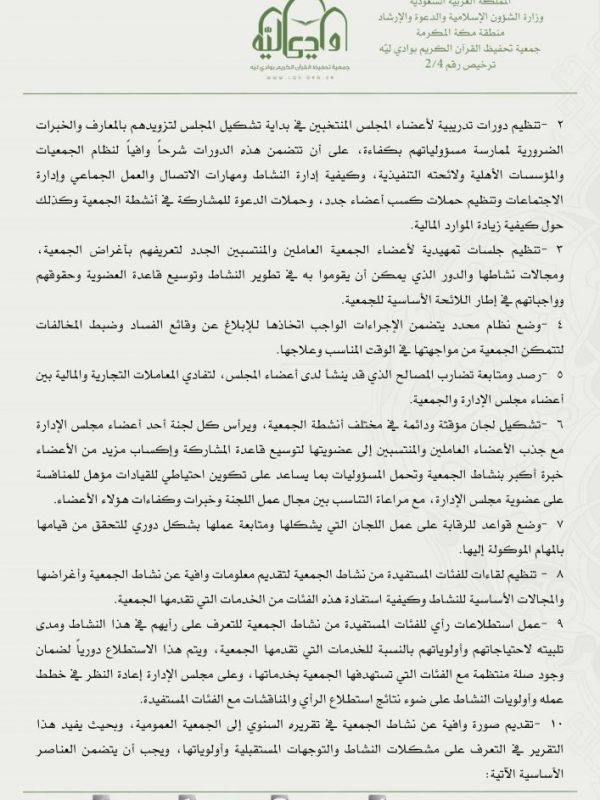 المملكة العربية السعودية
وزارة الشؤون الإسلامية والدعوة والإرشاد
منطقة مكة المكرمة
جمعية تحفيظ القرآن الكريم بوادي ليّه
ترخيص رقم 2/4
وادي ليّه
جمعية تحفيظ القرآن الكريم بوادي ليّه
٢ -تنظيم دورات تدريبية لأعضاء المجلس المنتخبين في بداية تشكيل المجلس لتزويدهم بالمعارف والخبرات
الضرورية لممارسة مسؤولياتهم بكفاءة، على أن تتضمن هذه الدورات شرحاً وافياً لنظام الجمعيات
والمؤسسات الأهلية ولائحته التنفيذية، وكيفية إدارة النشاط ومهارات الاتصال والعمل الجماعي وإدارة
الاجتماعات وتنظيم حملات كسب أعضاء جدد، وحملات الدعوة للمشاركة في أنشطة الجمعية وكذلك
حول كيفية زيادة الموارد المالية.
٣ -تنظيم جلسات تمهيدية لأعضاء الجمعية العاملين والمنتسبين الجدد لتعريفهم بأغراض الجمعية،
ومجالات نشاطها والدور الذي يمكن أن يقوموا به في تطوير النشاط وتوسيع قاعدة العضوية وحقوقهم
وواجباتهم في إطار اللائحة الأساسية للجمعية.
٤ -وضع نظام محدد يتضمن الإجراءات الواجب اتخاذها للإبلاغ عن وقائع الفساد وضبط المخالفات
لتتمكن الجمعية من مواجهتها في الوقت المناسب وعلاجها.
٥ -رصد ومتابعة تضارب المصالح الذي قد ينشأ لدى أعضاء المجلس، لتفادي المعاملات التجارية والمالية بين
أعضاء مجلس الإدارة والجمعية.
٦ -تشكيل لجان مؤقتة ودائمة في مختلف أنشطة الجمعية، ويرأس كل لجنة أحد أعضاء مجلس الإدارة
مع جذب الأعضاء العاملين والمنتسبين إلى عضويتها لتوسيع قاعدة المشاركة وإكساب مزيد من الأعضاء
خبرة أكبر بنشاط الجمعية وتحمل المسؤوليات بما يساعد على تكوين احتياطي للقيادات مؤهل للمنافسة
على عضوية مجلس الإدارة، مع مراعاة التناسب بين مجال عمل اللجنة وخبرات وكفاءات هؤلاء الأعضاء.
٧ -وضع قواعد للرقابة على عمل اللجان التي يشكلها ومتابعة عملها بشكل دوري للتحقق من قيامها
بالمهام الموكولة إليها.
٨ - تنظيم لقاءات للفئات المستفيدة من نشاط الجمعية لتقديم معلومات وافية عن نشاط الجمعية وأغراضها
والمجالات الأساسية للنشاط وكيفية استفادة هذه الفئات من الخدمات التي تقدمها الجمعية.
٩ -عمل استطلاعات رأي للفئات المستفيدة من نشاط الجمعية للتعرف على رأيهم في هذا النشاط ومدى
تلبيته لاحتياجاتهم وأولوياتهم بالنسبة للخدمات التي تقدمها الجمعية، ويتم هذا الاستطلاع دورياً لضمان
وجود صلة منتظمة مع الفئات التي تستهدفها الجمعية بخدماتها، وعلى مجلس الإدارة إعادة النظر في خطط
عمله وأولويات النشاط على ضوء نتائج استطلاع الرأي والمناقشات مع الفئات المستفيدة.
١٠ -تقديم صورة وافية عن نشاط الجمعية في تقريره السنوي إلى الجمعية العمومية، وبحيث يفيد هذا
التقرير في التعرف على مشكلات النشاط والتوجهات المستقبلية وأولوياتها، ويجب أن يتضمن العناصر
الأساسية الآتية: